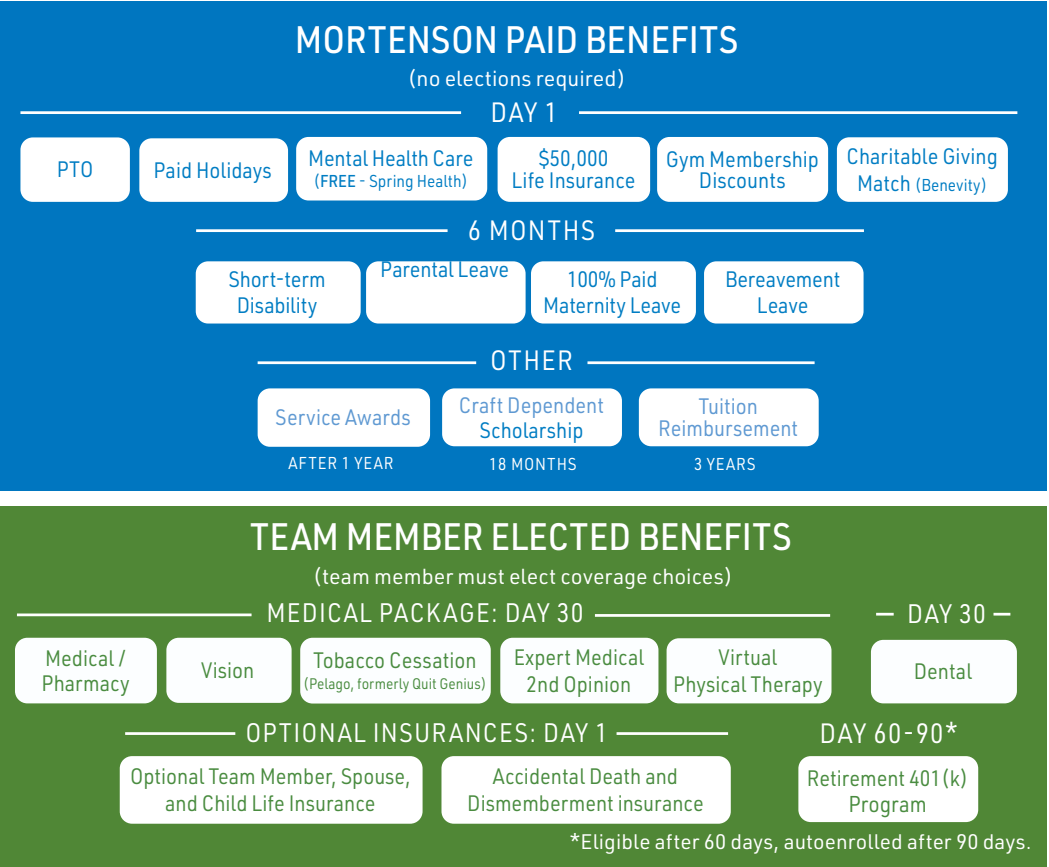 MORTENSON PAID BENEFITS
(no elections required)
DAY 1
PTO
Paid Holidays
Mental Health Care
(FREE - Spring Health)
$50,000
Life Insurance
Gym Membership
Discounts
Charitable Giving
Match (Benevity)
6 MONTHS
Short-term
Disability
Parental Leave
100% Paid
Maternity Leave
Bereavement
Leave
OTHER
Service Awards
AFTER 1 YEAR
Craft Dependent
Scholarship
18 MONTHS
Tuition
Reimbursement
3 YEARS
TEAM MEMBER ELECTED BENEFITS
(team member must elect coverage choices)
MEDICAL PACKAGE: DAY 30
Medical /
Pharmacy
Vision
Tobacco Cessation
(Pelago, formerly Quit Genius)
Expert Medical
2nd Opinion
Virtual
Physical Therapy
DAY 30
Dental
OPTIONAL INSURANCES: DAY 1
Optional Team Member, Spouse,
and Child Life Insurance
Accidental Death and
Dismemberment insurance
DAY 60-90*
Retirement 401(k)
Program
*Eligible after 60 days, autoenrolled after 90 days.